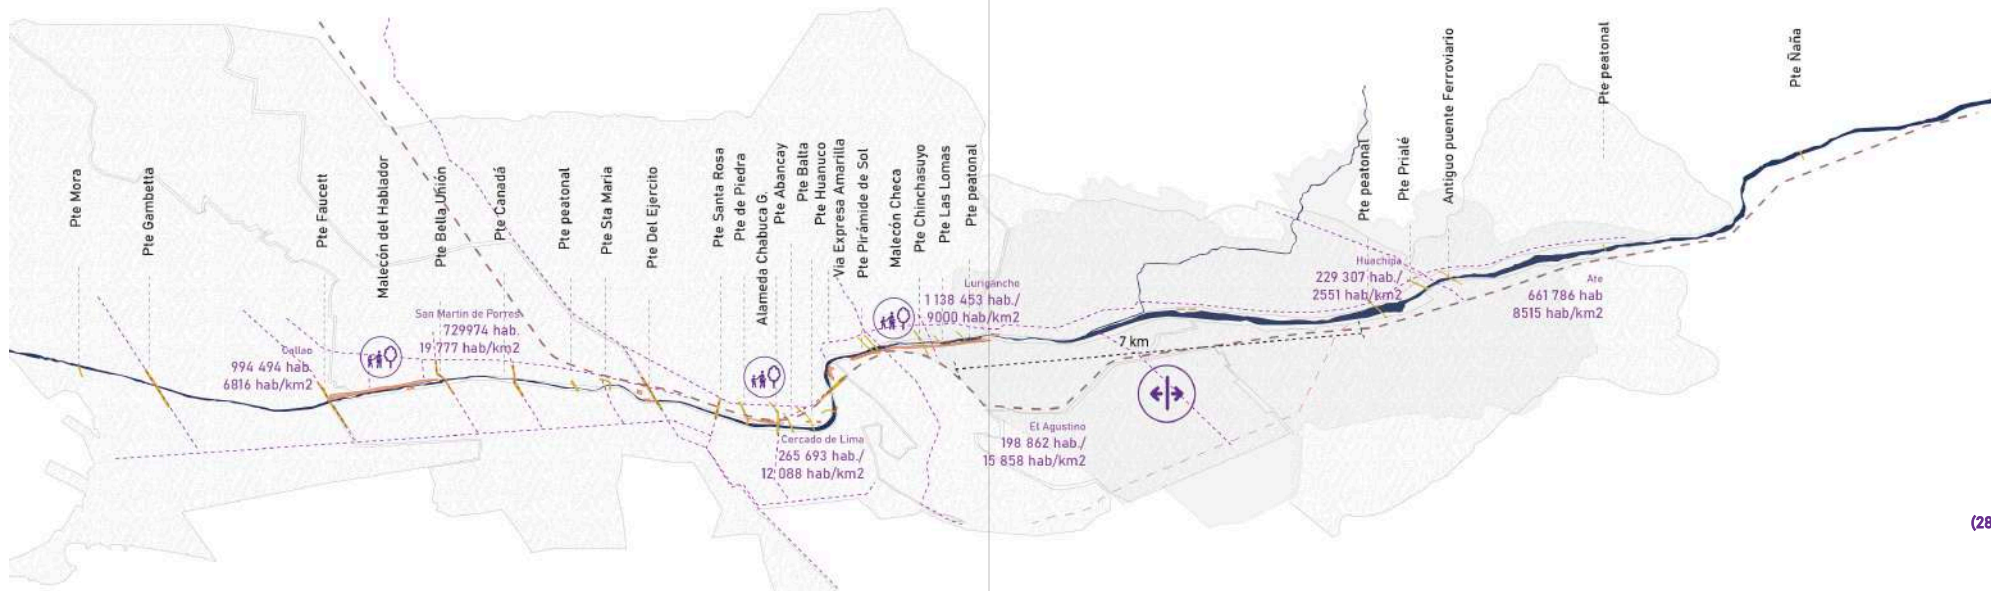 Pte Mora
Pte Gambetta
Pte Faucett
Malecón del Hablador
Pte Bella Unión
Pte Canadá
Pte peatonal
Pte Sta Maria
Pte Del Ejercito
Pte Santa Rosa
Pte de Piedra
Alameda Chabuca G.
Pte Abancay
Pte Balta
Pte Huanuco
Via Expresa Amarilla
Pte Pirámide de Sol
Malecón Checa
Pte Chinchasuyo
Pte Las Lomas
Pte peatonal
Pte peatonal
Pte Prialé
Antiguo puente Ferroviario
Pte peatonal
Pte Ñaña
Callao
994 494 hab.
6816 hab/km2
San Martin de Porres
729974 hab.
19 777 hab/km2
Cercado de Lima
265 693 hab./
12 088 hab/km2
Lurigancho
1 138 453 hab./
9000 hab/km2
7 km
El Agustino
198 862 hab./
15 858 hab/km2
Huachipa
229 307 hab./
2551 hab/km2
Ate
661 786 hab
8515 hab/km2
(28